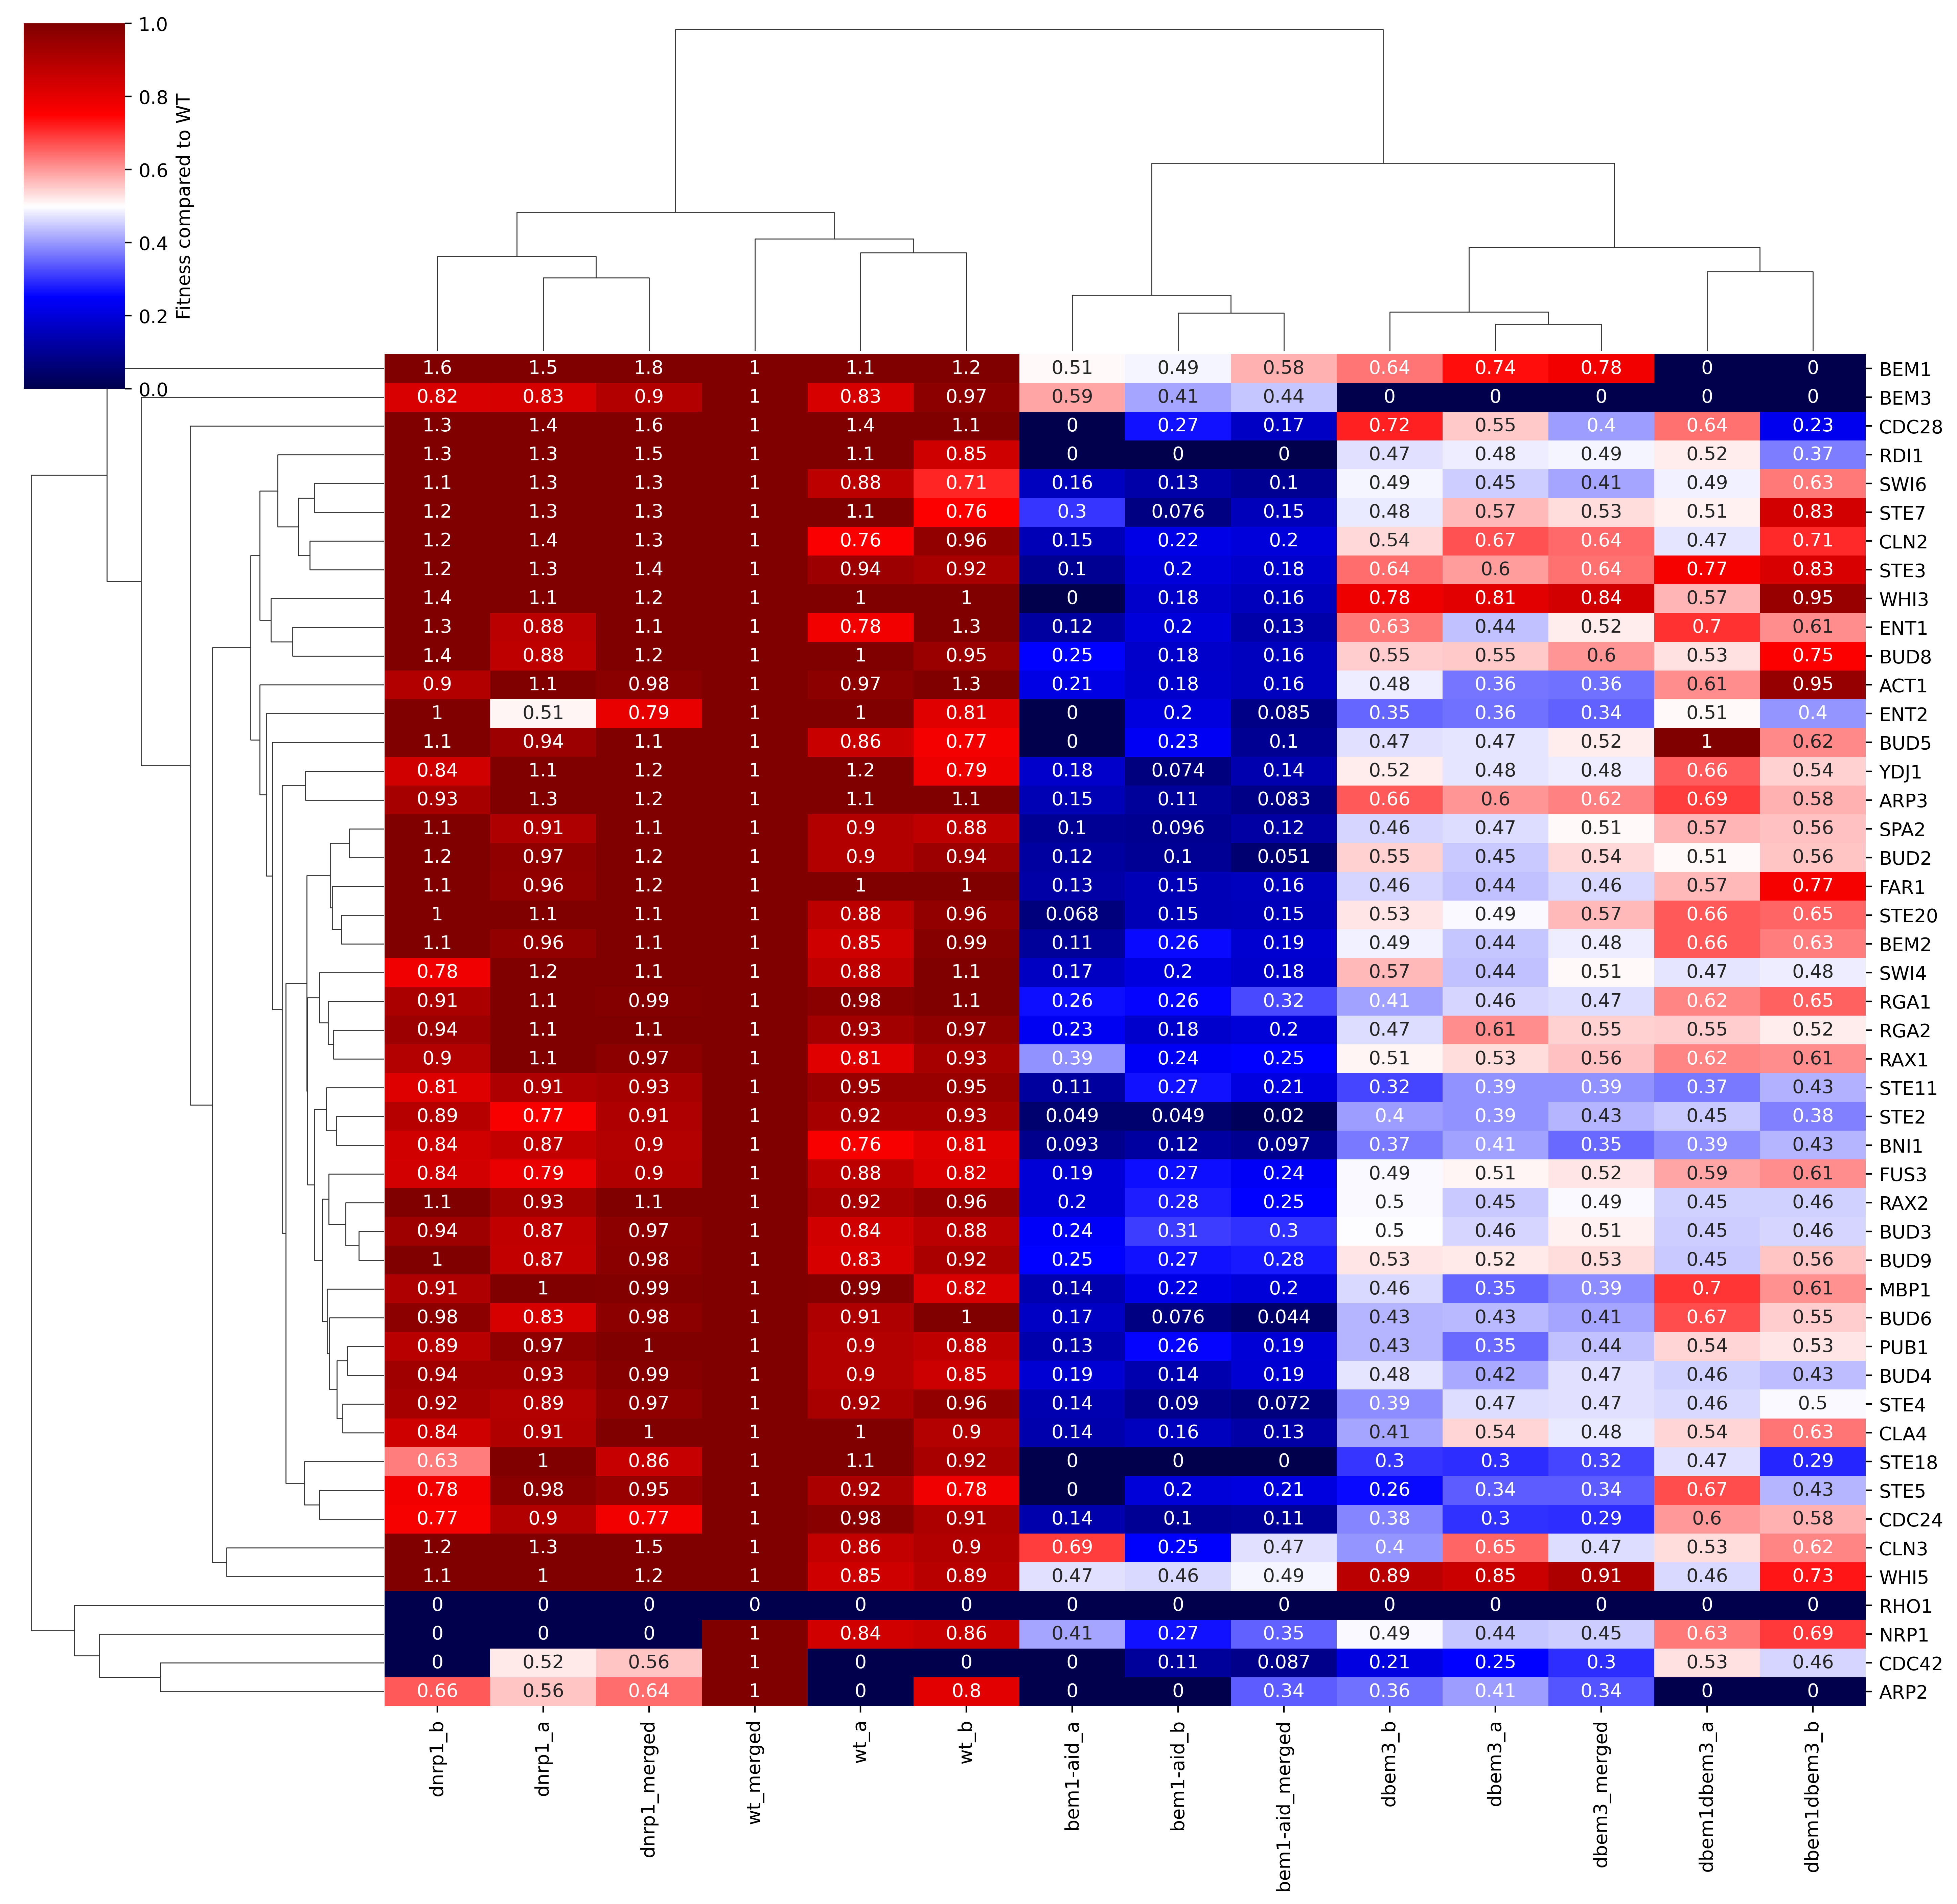 1.0
0.8
0.6
0.4
0.2
0.0
Fitness compared to WT
1.6 1.5 1.8 1 1.1 1.2 0.51 0.49 0.58 0.64 0.74 0.78 0 0 BEM1
0.82 0.83 0.9 1 0.83 0.97 0.59 0.41 0.44 0 0 0 0 0 BEM3
1.3 1.4 1.6 1 1.4 1.1 0 0.27 0.17 0.72 0.55 0.4 0.64 0.23 CDC28
1.3 1.3 1.5 1 1.1 0.85 0 0 0 0.47 0.48 0.49 0.52 0.37 RDI1
1.1 1.3 1.3 1 0.88 0.71 0.16 0.13 0.1 0.49 0.45 0.41 0.49 0.63 SWI6
1.2 1.3 1.3 1 1.1 0.76 0.3 0.076 0.15 0.48 0.57 0.53 0.51 0.83 STE7
1.2 1.4 1.3 1 0.76 0.96 0.15 0.22 0.2 0.54 0.67 0.64 0.47 0.71 CLN2
1.2 1.3 1.4 1 0.94 0.92 0.1 0.2 0.18 0.64 0.6 0.64 0.77 0.83 STE3
1.4 1.1 1.2 1 1 1 0 0.18 0.16 0.78 0.81 0.84 0.57 0.95 WHI3
1.3 0.88 1.1 1 0.78 1.3 0.12 0.2 0.13 0.63 0.44 0.52 0.7 0.61 ENT1
1.4 0.88 1.2 1 1 0.95 0.25 0.18 0.16 0.55 0.55 0.6 0.53 0.75 BUD8
0.9 1.1 0.98 1 0.97 1.3 0.21 0.18 0.16 0.48 0.36 0.36 0.61 0.95 ACT1
1 0.51 0.79 1 1 0.81 0 0.2 0.085 0.35 0.36 0.34 0.51 0.4 ENT2
1.1 0.94 1.1 1 0.86 0.77 0 0.23 0.1 0.47 0.47 0.52 1 0.62 BUD5
0.84 1.1 1.2 1 1.2 0.79 0.18 0.074 0.14 0.52 0.48 0.48 0.66 0.54 YDJ1
0.93 1.3 1.2 1 1.1 1.1 0.15 0.11 0.083 0.66 0.6 0.62 0.69 0.58 ARP3
1.1 0.91 1.1 1 0.9 0.88 0.1 0.096 0.12 0.46 0.47 0.51 0.57 0.56 SPA2
1.2 0.97 1.2 1 0.9 0.94 0.12 0.1 0.051 0.55 0.45 0.54 0.51 0.56 BUD2
1.1 0.96 1.2 1 1 1 0.13 0.15 0.16 0.46 0.44 0.46 0.57 0.77 FAR1
1 1.1 1.1 1 0.88 0.96 0.068 0.15 0.15 0.53 0.49 0.57 0.66 0.65 STE20
1.1 0.96 1.1 1 0.85 0.99 0.11 0.26 0.19 0.49 0.44 0.48 0.66 0.63 BEM2
0.78 1.2 1.1 1 0.88 1.1 0.17 0.2 0.18 0.57 0.44 0.51 0.47 0.48 SWI4
0.91 1.1 0.99 1 0.98 1.1 0.26 0.26 0.32 0.41 0.46 0.47 0.62 0.65 RGA1
0.94 1.1 1.1 1 0.93 0.97 0.23 0.18 0.2 0.47 0.61 0.55 0.55 0.52 RGA2
0.9 1.1 0.97 1 0.81 0.93 0.39 0.24 0.25 0.51 0.53 0.56 0.62 0.61 RAX1
0.81 0.91 0.93 1 0.95 0.95 0.11 0.27 0.21 0.32 0.39 0.39 0.37 0.43 STE11
0.89 0.77 0.91 1 0.92 0.93 0.049 0.049 0.02 0.4 0.39 0.43 0.45 0.38 STE2
0.84 0.87 0.9 1 0.76 0.81 0.093 0.12 0.097 0.37 0.41 0.35 0.39 0.43 BNI1
0.84 0.79 0.9 1 0.88 0.82 0.19 0.27 0.24 0.49 0.51 0.52 0.59 0.61 FUS3
1.1 0.93 1.1 1 0.92 0.96 0.2 0.28 0.25 0.5 0.45 0.49 0.45 0.46 RAX2
0.94 0.87 0.97 1 0.84 0.88 0.24 0.31 0.3 0.5 0.46 0.51 0.45 0.46 BUD3
1 0.87 0.98 1 0.83 0.92 0.25 0.27 0.28 0.53 0.52 0.53 0.45 0.56 BUD9
0.91 1 0.99 1 0.99 0.82 0.14 0.22 0.2 0.46 0.35 0.39 0.7 0.61 MBP1
0.98 0.83 0.98 1 0.91 1 0.17 0.076 0.044 0.43 0.43 0.41 0.67 0.55 BUD6
0.89 0.97 1 1 0.9 0.88 0.13 0.26 0.19 0.43 0.35 0.44 0.54 0.53 PUB1
0.94 0.93 0.99 1 0.9 0.85 0.19 0.14 0.19 0.48 0.42 0.47 0.46 0.43 BUD4
0.92 0.89 0.97 1 0.92 0.96 0.14 0.09 0.072 0.39 0.47 0.47 0.46 0.5 STE4
0.84 0.91 1 1 1 0.9 0.14 0.16 0.13 0.41 0.54 0.48 0.54 0.63 CLA4
0.63 1 0.86 1 1.1 0.92 0 0 0 0.3 0.3 0.32 0.47 0.29 STE18
0.78 0.98 0.95 1 0.92 0.78 0 0.2 0.21 0.26 0.34 0.34 0.67 0.43 STE5
0.77 0.9 0.77 1 0.98 0.91 0.14 0.1 0.11 0.38 0.3 0.29 0.6 0.58 CDC24
1.2 1.3 1.5 1 0.86 0.9 0.69 0.25 0.47 0.4 0.65 0.47 0.53 0.62 CLN3
1.1 1 1.2 1 0.85 0.89 0.47 0.46 0.49 0.89 0.85 0.91 0.46 0.73 WHI5
0 0 0 0 0 0 0 0 0 0 0 0 0 0 RHO1
0 0 0 1 0.84 0.86 0.41 0.27 0.35 0.49 0.44 0.45 0.63 0.69 NRP1
0 0.52 0.56 1 0 0 0 0.11 0.087 0.21 0.25 0.3 0.53 0.46 CDC42
0.66 0.56 0.64 1 0 0.8 0 0 0.34 0.36 0.41 0.34 0 0 ARP2
dnrp1_b
dnrp1_a
dnrp1_merged
wt_merged
wt_a
wt_b
bem1-aid_a
bem1-aid_b
bem1-aid_merged
dbem3_b
dbem3_a
dbem3_merged
dbem1dbem3_a
dbem1dbem3_b